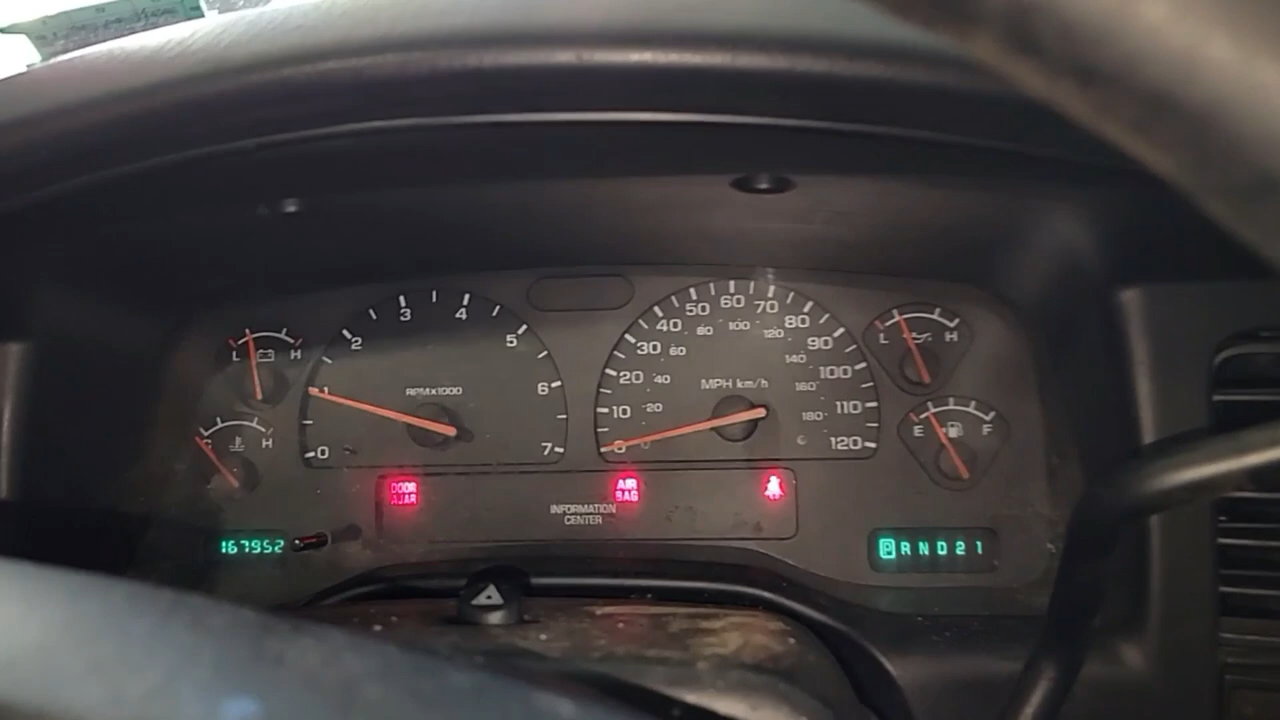 L H
C H
0 1 2 3 4 5 6 7
RPMX1000
0 10 20 30 40 50 60 70 80 90 100 110 120
20 40 60 80 100 120 140 160 180
MPH km/h
L H
E F
DOOR
AJAR
AIR
BAG
INFORMATION
CENTER
167952
P R N D 2 1